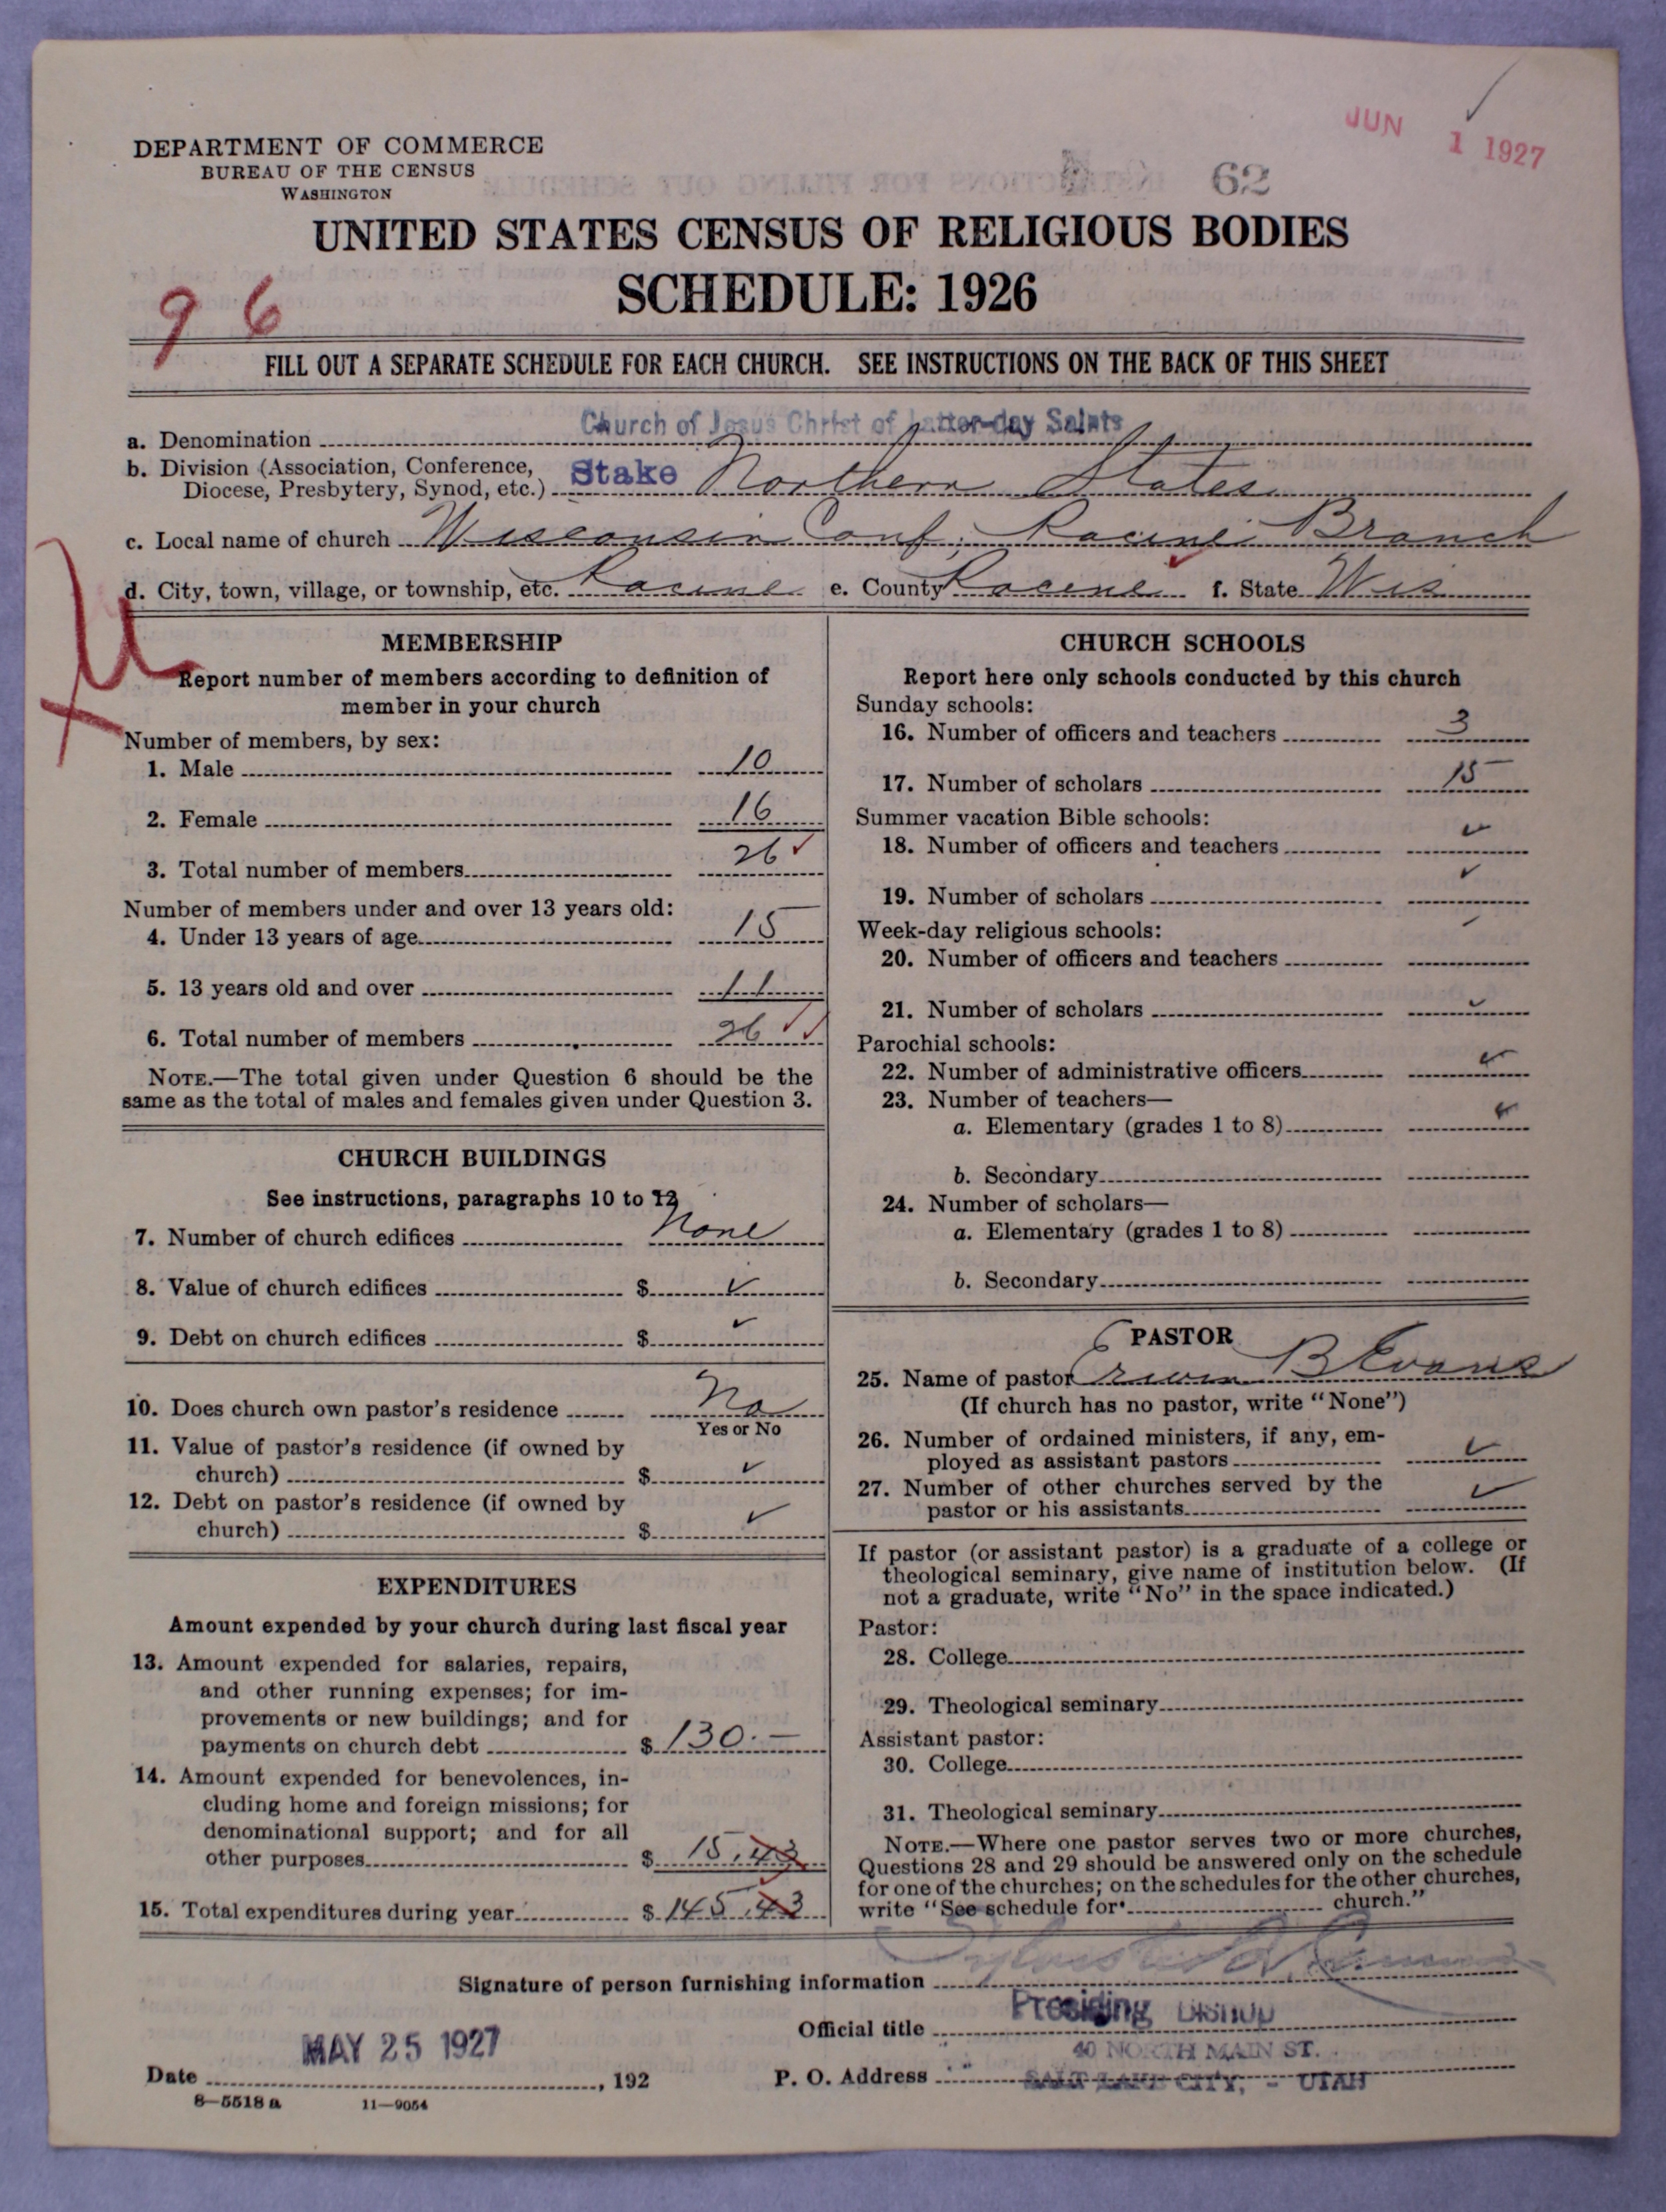 JUN 1 1927
DEPARTMENT OF COMMERCE
BUREAU OF THE CENSUS
WASHINGTON
62
UNITED STATES CENSUS OF RELIGIOUS BODIES
SCHEDULE: 1926
96
FILL OUT A SEPARATE SCHEDULE FOR EACH CHURCH. SEE INSTRUCTIONS ON THE BACK OF THIS SHEET
a. Denomination Church of Jesus Christ of Latter-day Saints
b. Division (Association, Conference,
Diocese, Presbytery, Synod, etc.) Stake Northern States
c. Local name of church Wisconsin Conf; Racine Branch
d. City, town, village, or township, etc. Racine e. County Racine f. State Wis
MEMBERSHIP
Report number of members according to definition of
member in your church
Number of members, by sex:
1. Male 10
2. Female 16
3. Total number of members 26 ✓
Number of members under and over 13 years old:
4. Under 13 years of age 15
5. 13 years old and over 11
6. Total number of members 26 ✓✓
NOTE.—The total given under Question 6 should be the
same as the total of males and females given under Question 3.
CHURCH BUILDINGS
See instructions, paragraphs 10 to 12
7. Number of church edifices None
8. Value of church edifices $ ✓
9. Debt on church edifices $ ✓
10. Does church own pastor's residence No
Yes or No
11. Value of pastor's residence (if owned by
church) $ ✓
12. Debt on pastor's residence (if owned by
church) $ ✓
EXPENDITURES
Amount expended by your church during last fiscal year
13. Amount expended for salaries, repairs,
and other running expenses; for im-
provements or new buildings; and for
payments on church debt $ 130.—
14. Amount expended for benevolences, in-
cluding home and foreign missions; for
denominational support; and for all
other purposes $ 15.43
15. Total expenditures during year $ 145.43
CHURCH SCHOOLS
Report here only schools conducted by this church
Sunday schools:
16. Number of officers and teachers 3
17. Number of scholars 15
Summer vacation Bible schools:
18. Number of officers and teachers ✓
19. Number of scholars ✓
Week-day religious schools:
20. Number of officers and teachers
21. Number of scholars ✓
Parochial schools:
22. Number of administrative officers ✓
23. Number of teachers—
a. Elementary (grades 1 to 8) ✓
b. Secondary
24. Number of scholars—
a. Elementary (grades 1 to 8)
b. Secondary
PASTOR
25. Name of pastor Erwin B Evans
(If church has no pastor, write "None")
26. Number of ordained ministers, if any, em-
ployed as assistant pastors ✓
27. Number of other churches served by the
pastor or his assistants ✓
If pastor (or assistant pastor) is a graduate of a college or
theological seminary, give name of institution below. (If
not a graduate, write "No" in the space indicated.)
Pastor:
28. College
29. Theological seminary
Assistant pastor:
30. College
31. Theological seminary
NOTE.—Where one pastor serves two or more churches,
Questions 28 and 29 should be answered only on the schedule
for one of the churches; on the schedules for the other churches,
write "See schedule for church."
Signature of person furnishing information
Official title Presiding Bishop
40 NORTH MAIN ST.
P. O. Address SALT LAKE CITY, - UTAH
MAY 25 1927
Date , 192
8—5518 a 11—9054